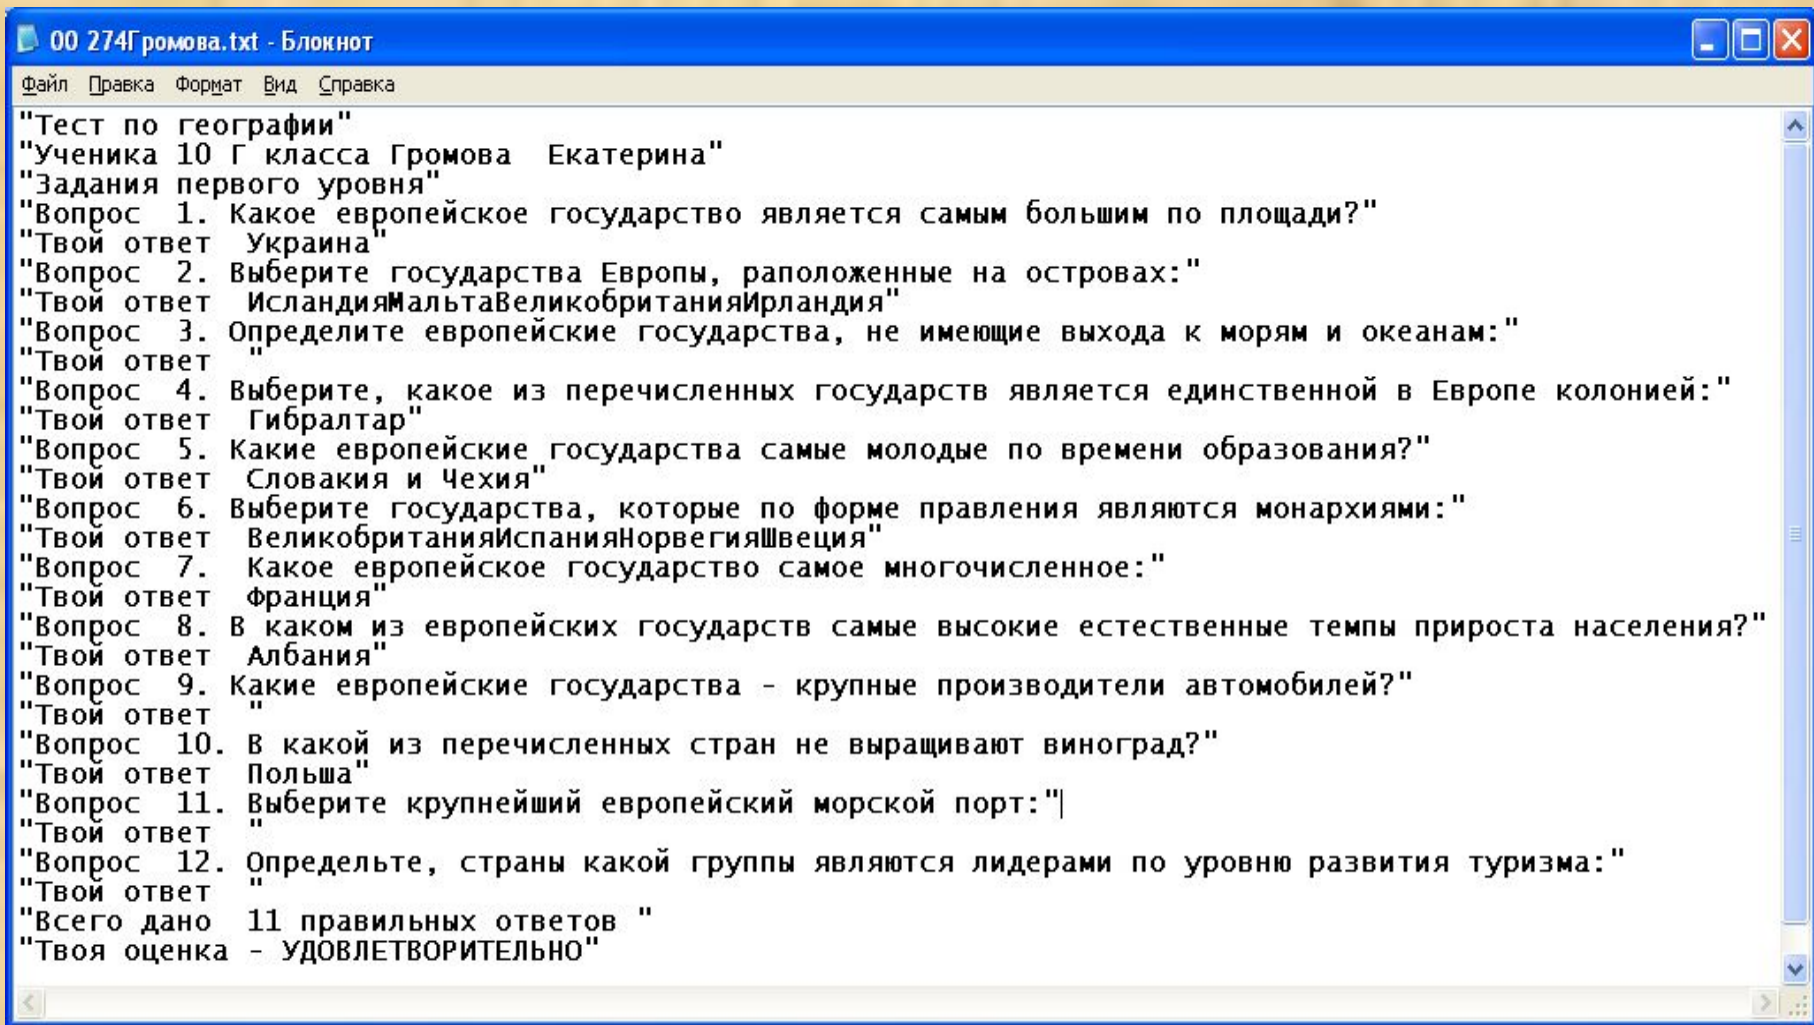 00 274Громова.txt - Блокнот
Файл Правка Формат Вид Справка
"Тест по географии"
"Ученика 10 Г класса Громова  Екатерина"
"Задания первого уровня"
"Вопрос  1. Какое европейское государство является самым большим по площади?"
"Твой ответ  Украина"
"Вопрос  2. Выберите государства Европы, раположенные на островах:"
"Твой ответ  ИсландияМальтаВеликобританияИрландия"
"Вопрос  3. Определите европейские государства, не имеющие выхода к морям и океанам:"
"Твой ответ  "
"Вопрос  4. Выберите, какое из перечисленных государств является единственной в Европе колонией:"
"Твой ответ  Гибралтар"
"Вопрос  5. Какие европейские государства самые молодые по времени образования?"
"Твой ответ  Словакия и Чехия"
"Вопрос  6. Выберите государства, которые по форме правления являются монархиями:"
"Твой ответ  ВеликобританияИспанияНорвегияШвеция"
"Вопрос  7.  Какое европейское государство самое многочисленное:"
"Твой ответ  Франция"
"Вопрос  8. В каком из европейских государств самые высокие естественные темпы прироста населения?"
"Твой ответ  Албания"
"Вопрос  9. Какие европейские государства - крупные производители автомобилей?"
"Твой ответ  "
"Вопрос  10. В какой из перечисленных стран не выращивают виноград?"
"Твой ответ  Польша"
"Вопрос  11. Выберите крупнейший европейский морской порт:"
"Твой ответ  "
"Вопрос  12. Определьте, страны какой группы являются лидерами по уровню развития туризма:"
"Твой ответ  "
"Всего дано  11 правильных ответов "
"Твоя оценка - УДОВЛЕТВОРИТЕЛЬНО"